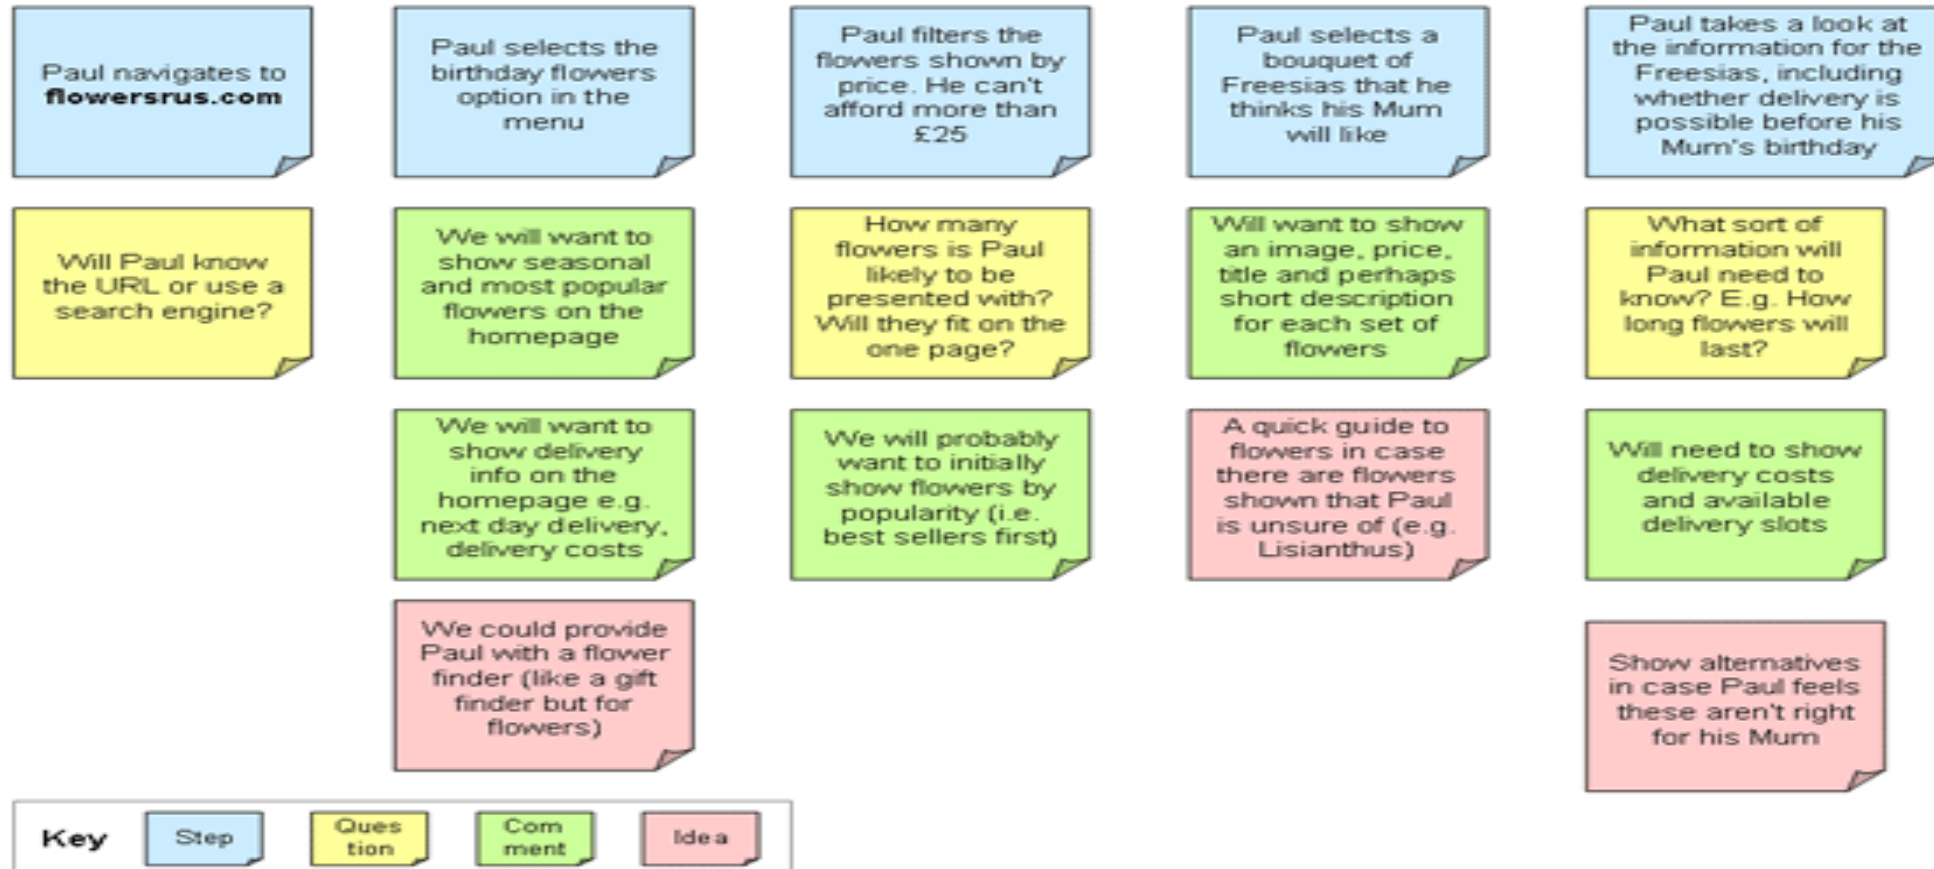 Paul navigates to
flowersrus.com
Paul selects the
birthday flowers
option in the
menu
Paul filters the
flowers shown by
price. He can't
afford more than
£25
Paul selects a
bouquet of
Freesias that he
thinks his Mum
will like
Paul takes a look at
the information for the
Freesias, including
whether delivery is
possible before his
Mum's birthday
Will Paul know
the URL or use a
search engine?
We will want to
show seasonal
and most popular
flowers on the
homepage
How many
flowers is Paul
likely to be
presented with?
Will they fit on the
one page?
Will want to show
an image, price,
title and perhaps
short description
for each set of
flowers
What sort of
information will
Paul need to
know? E.g. How
long flowers will
last?
We will want to
show delivery
info on the
homepage e.g.
next day delivery,
delivery costs
We will probably
want to initially
show flowers by
popularity (i.e.
best sellers first)
A quick guide to
flowers in case
there are flowers
shown that Paul
is unsure of (e.g.
Lisianthus)
Will need to show
delivery costs
and available
delivery slots
We could provide
Paul with a flower
finder (like a gift
finder but for
flowers)
Show alternatives
in case Paul feels
these aren't right
for his Mum
Key
Step
Ques
tion
Com
ment
Idea